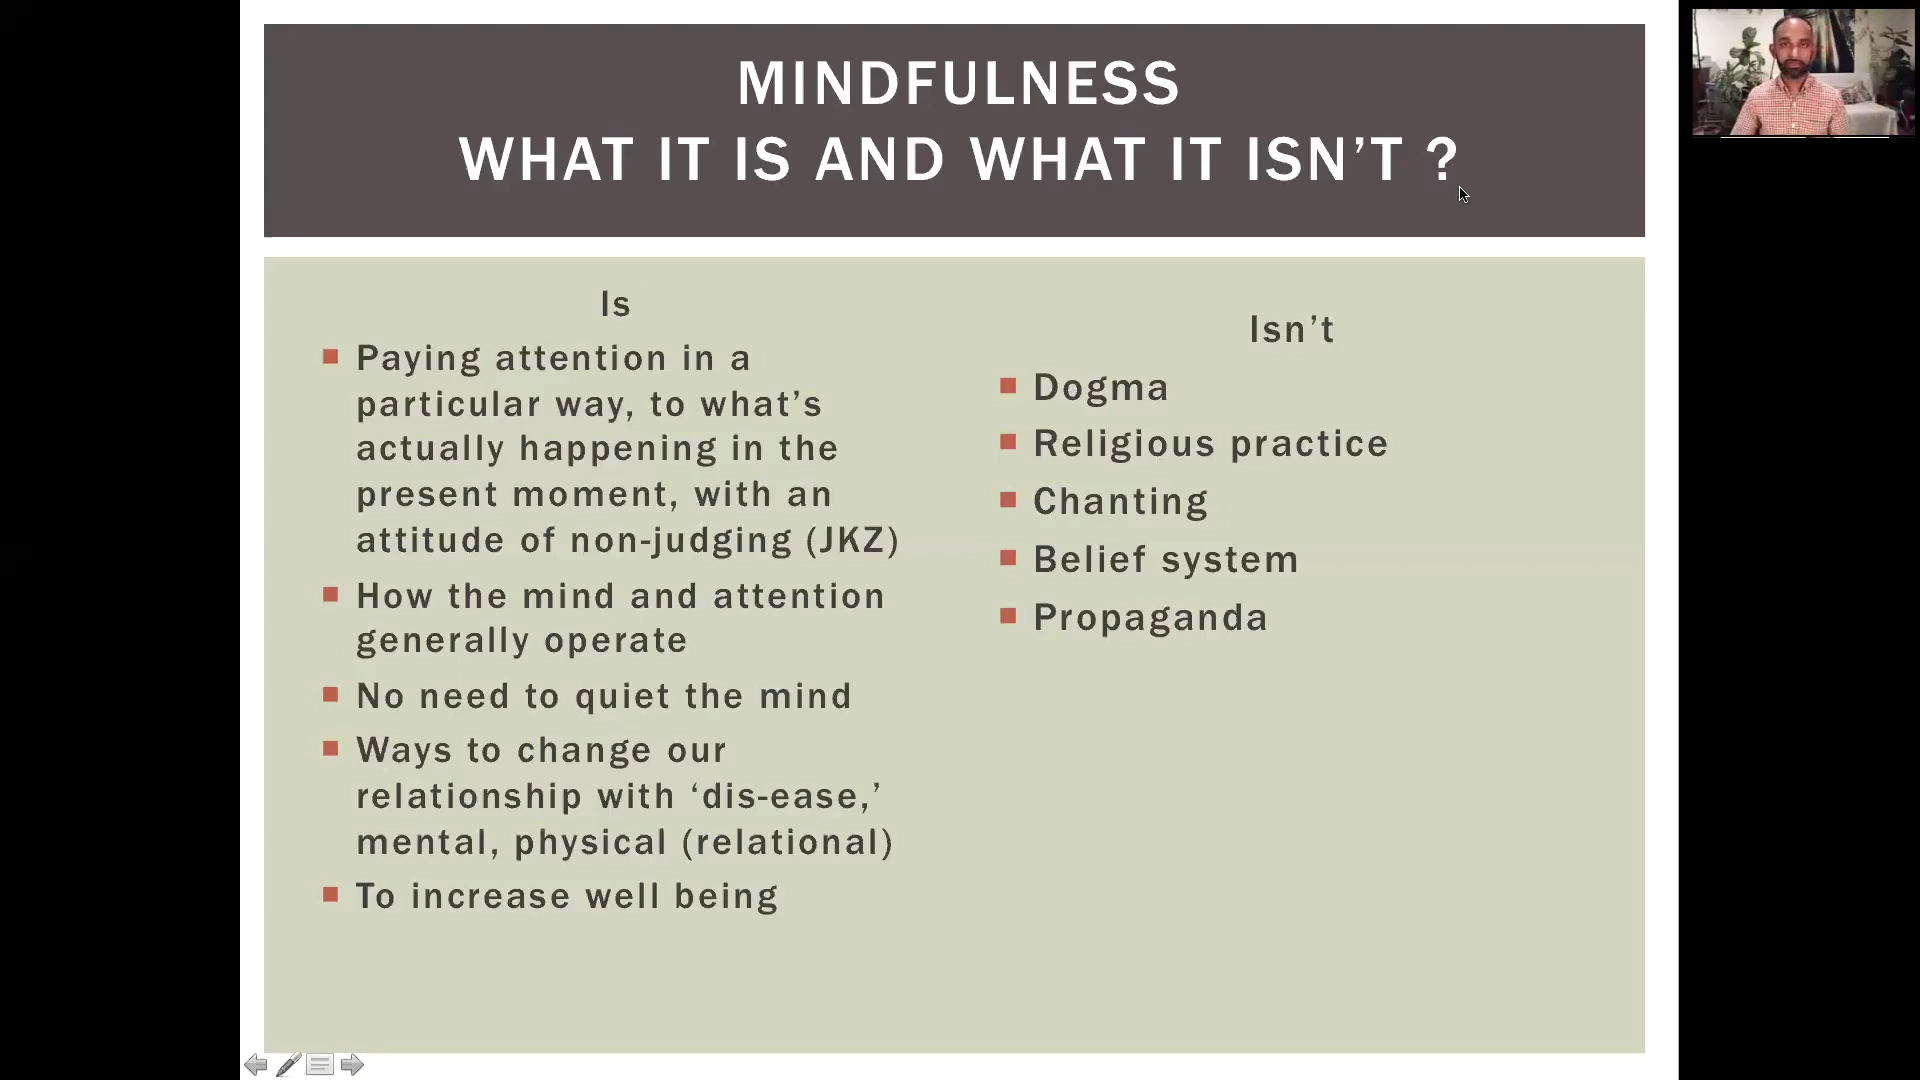 MINDFULNESS
WHAT IT IS AND WHAT IT ISN’T ?
Is
Paying attention in a
particular way, to what’s
actually happening in the
present moment, with an
attitude of non-judging (JKZ)
How the mind and attention
generally operate
No need to quiet the mind
Ways to change our
relationship with ‘dis-ease,’
mental, physical (relational)
To increase well being
Isn’t
Dogma
Religious practice
Chanting
Belief system
Propaganda